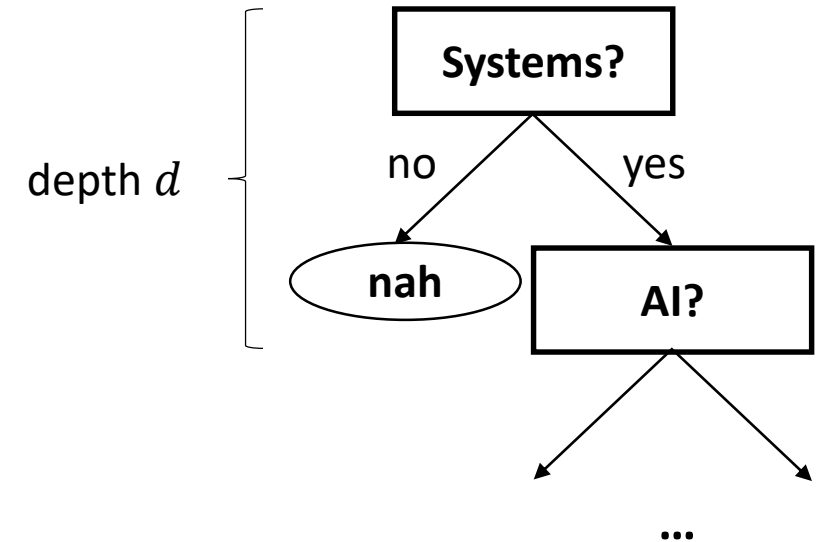 Systems?
depth d
no
yes
nah
AI?
...